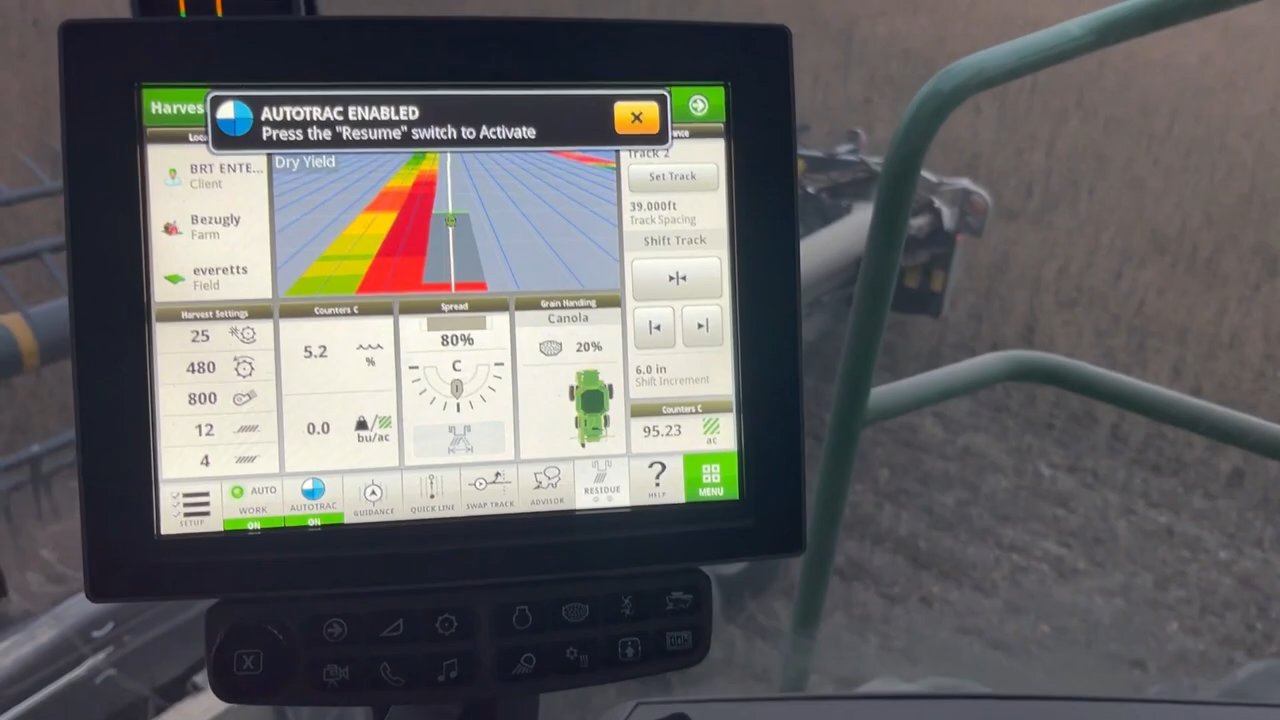 Harves
AUTOTRAC ENABLED
Press the "Resume" switch to Activate
Dry Yield
BRT ENTE...
Client
Bezugly
Farm
everetts
Field
Track 2
Set Track
39.000ft
Track Spacing
Shift Track
6.0 in
Shift Increment
Counters C
95.23
ac
Harvest Settings
25
480
800
12
4
Counters C
5.2
%
0.0
bu/ac
Spread
80%
C
Grain Handling
Canola
20%
SETUP
AUTO
WORK
ON
AUTOTRAC
ON
GUIDANCE
QUICK LINE
SWAP TRACK
ADVISOR
RESIDUE
?
HELP
MENU
X